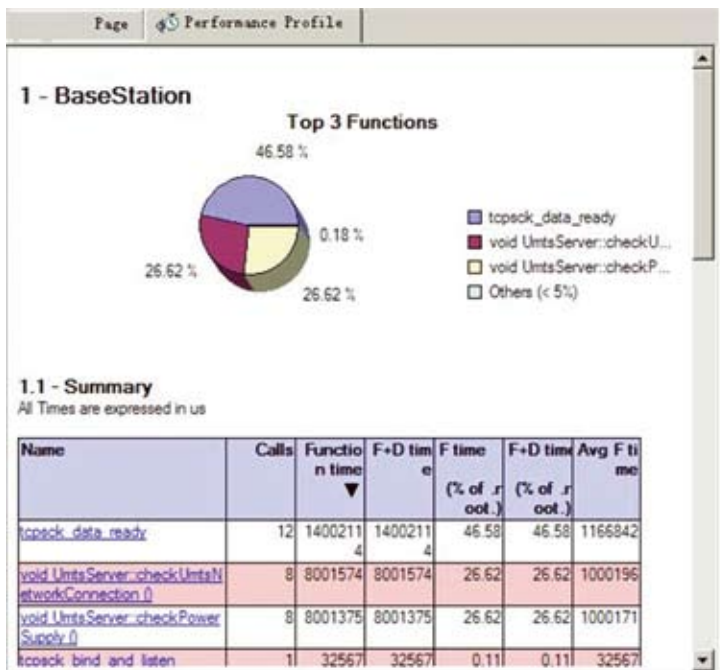 Page Performance Profile
1 - BaseStation
Top 3 Functions
46.58 %
0.18 %
26.62 %
26.62 %
tcpsck_data_ready
void UmtsServer::checkU...
void UmtsServer::checkP...
Others (< 5%)
1.1 - Summary
All Times are expressed in us
Name Calls Functio F+D tim F time F+D time Avg F ti
n time e me
(% of .r (% of .r
oot.) oot.)
tcpsck_data_ready 12 1400211 1400211 46.58 46.58 1166842
4 4
void UmtsServer::checkUmtsN 8 8001574 8001574 26.62 26.62 1000196
etworkConnection ()
void UmtsServer::checkPower 8 8001375 8001375 26.62 26.62 1000171
Supply ()
tcpsck_bind_and_listen 1 32567 32567 0.11 0.11 32567